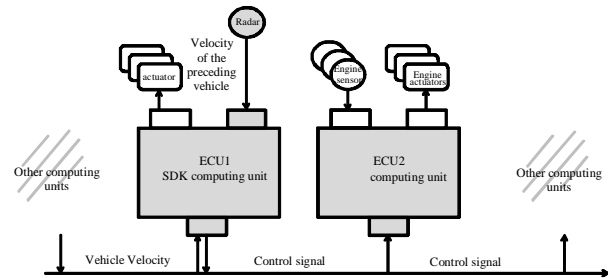 Radar
Velocity
of the
preceding
vehicle
actuator
Engine
sensor
Engine
actuators
ECU1
SDK computing unit
ECU2
computing unit
Other computing
units
Other computing
units
Vehicle Velocity
Control signal
Control signal